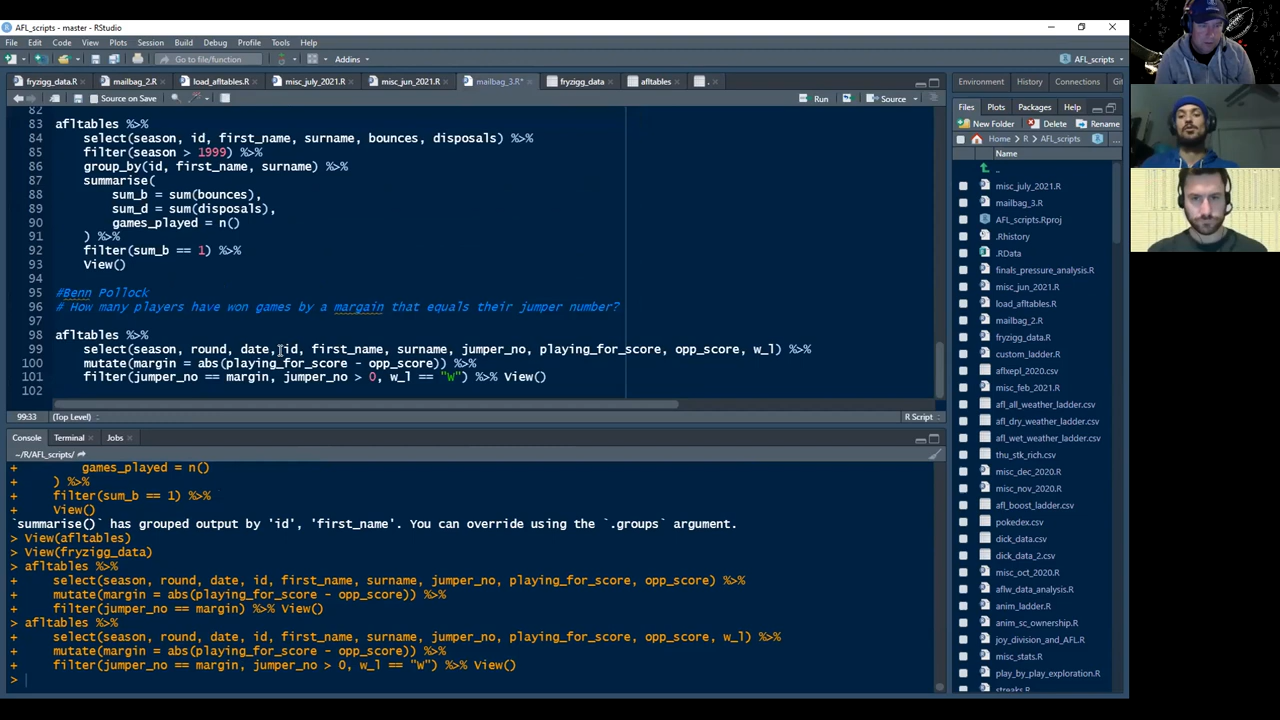 AFL_scripts - master - RStudio
File Edit Code View Plots Session Build Debug Profile Tools Help
Go to file/function Addins AFL_scripts
fryzigg_data.R mailbag_2.R load_afltables.R misc_july_2021.R misc_jun_2021.R mailbag_3.R* fryzigg_data afltables
Source on Save Run Source
82
83 afltables %>%
84 select(season, id, first_name, surname, bounces, disposals) %>%
85 filter(season > 1999) %>%
86 group_by(id, first_name, surname) %>%
87 summarise(
88 sum_b = sum(bounces),
89 sum_d = sum(disposals),
90 games_played = n()
91 ) %>%
92 filter(sum_b == 1) %>%
93 View()
94
95 #Benn Pollock
96 # How many players have won games by a margain that equals their jumper number?
97
98 afltables %>%
99 select(season, round, date, id, first_name, surname, jumper_no, playing_for_score, opp_score, w_l) %>%
100 mutate(margin = abs(playing_for_score - opp_score)) %>%
101 filter(jumper_no == margin, jumper_no > 0, w_l == "W") %>% View()
102
99:33 (Top Level) R Script
Console Terminal Jobs
~/R/AFL_scripts/
+ games_played = n()
+ ) %>%
+ filter(sum_b == 1) %>%
+ View()
`summarise()` has grouped output by 'id', 'first_name'. You can override using the `.groups` argument.
> View(afltables)
> View(fryzigg_data)
> afltables %>%
+ select(season, round, date, id, first_name, surname, jumper_no, playing_for_score, opp_score) %>%
+ mutate(margin = abs(playing_for_score - opp_score)) %>%
+ filter(jumper_no == margin) %>% View()
> afltables %>%
+ select(season, round, date, id, first_name, surname, jumper_no, playing_for_score, opp_score, w_l) %>%
+ mutate(margin = abs(playing_for_score - opp_score)) %>%
+ filter(jumper_no == margin, jumper_no > 0, w_l == "W") %>% View()
>
Environment History Connections
Files Plots Packages Help
New Folder Delete Rename
Home R AFL_scripts
Name
..
misc_july_2021.R
mailbag_3.R
AFL_scripts.Rproj
.Rhistory
.RData
finals_pressure_analysis.R
misc_jun_2021.R
load_afltables.R
mailbag_2.R
fryzigg_data.R
custom_ladder.R
aflxepl_2020.csv
misc_feb_2021.R
afl_all_weather_ladder.csv
afl_dry_weather_ladder.csv
afl_wet_weather_ladder.csv
thu_stk_rich.csv
misc_dec_2020.R
misc_nov_2020.R
afl_boost_ladder.csv
pokedex.csv
dick_data.csv
dick_data_2.csv
misc_oct_2020.R
aflw_data_analysis.R
anim_ladder.R
anim_sc_ownership.R
joy_division_and_AFL.R
misc_stats.R
play_by_play_exploration.R
streaks.R